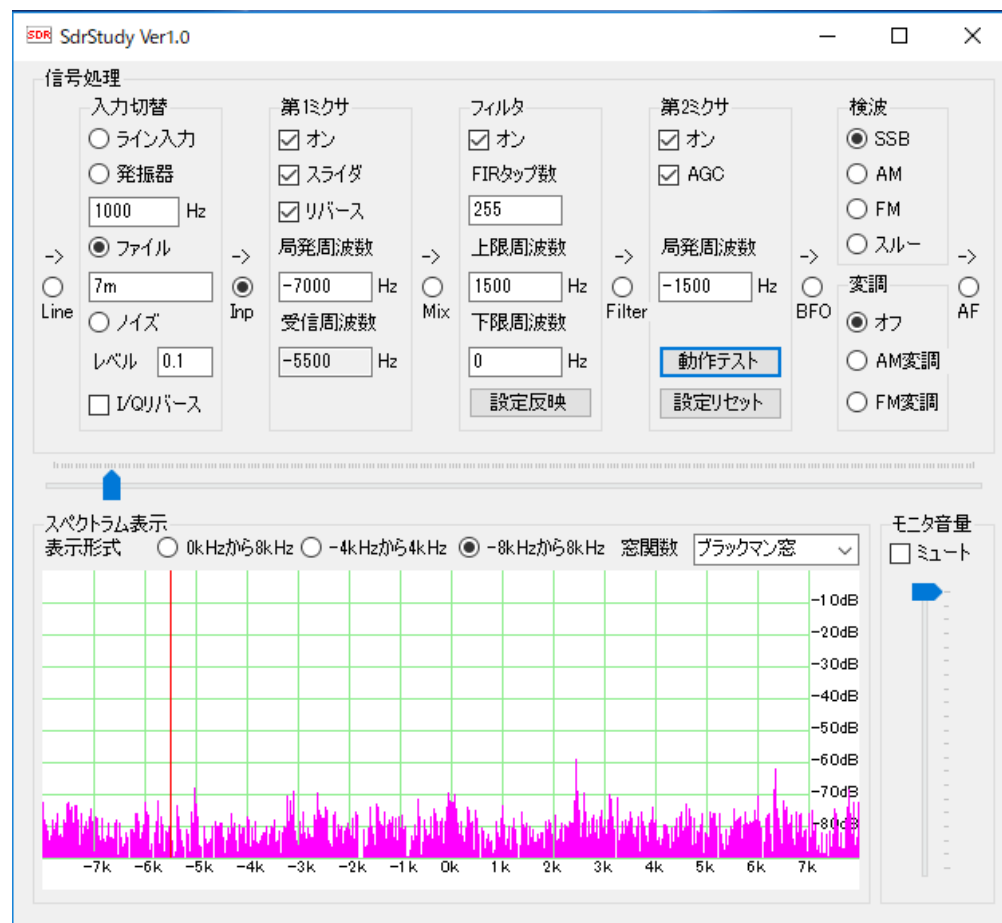 SDR SdrStudy Ver1.0
信号処理
入力切替
ライン入力
発振器
1000 Hz
ファイル
7m
ノイズ
レベル 0.1
I/Qリバース
第1ミクサ
オン
スライダ
リバース
局発周波数
-7000 Hz
受信周波数
-5500 Hz
フィルタ
オン
FIRタップ数
255
上限周波数
1500 Hz
下限周波数
0 Hz
設定反映
第2ミクサ
オン
AGC
局発周波数
-1500 Hz
動作テスト
設定リセット
検波
SSB
AM
FM
スルー
変調
オフ
AM変調
FM変調
->
Line
->
Inp
->
Mix
->
Filter
->
BFO
->
AF
スペクトラム表示
表示形式 0kHzから8kHz -4kHzから4kHz -8kHzから8kHz 窓関数 ブラックマン窓
-10dB
-20dB
-30dB
-40dB
-50dB
-60dB
-70dB
-80dB
-7k -6k -5k -4k -3k -2k -1k 0k 1k 2k 3k 4k 5k 6k 7k
モニタ音量
ミュート